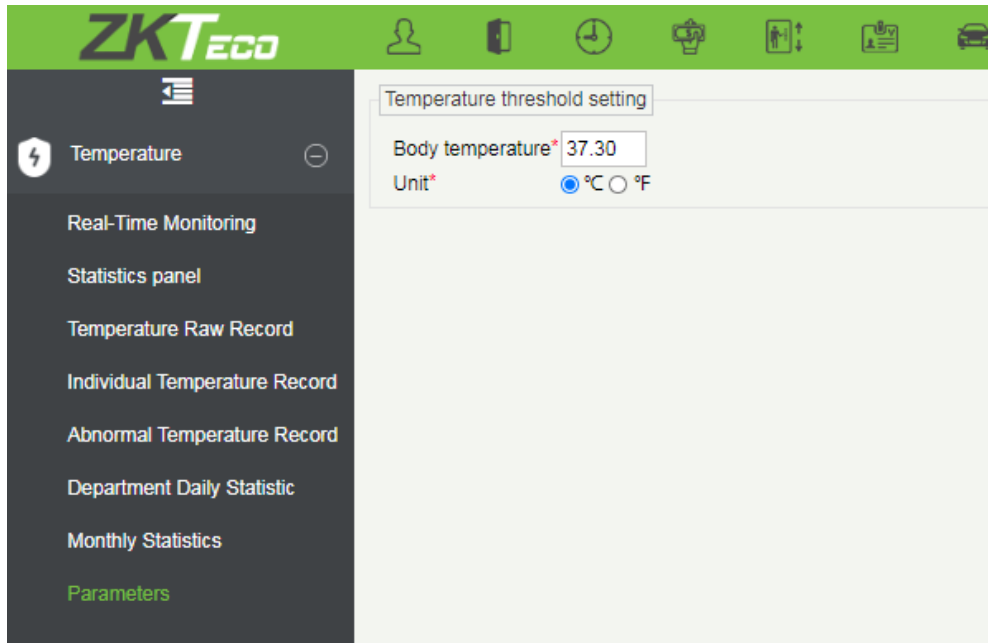 ZKTECO
Temperature threshold setting
Body temperature* 37.30
Unit* ℃ ℉
Temperature
Real-Time Monitoring
Statistics panel
Temperature Raw Record
Individual Temperature Record
Abnormal Temperature Record
Department Daily Statistic
Monthly Statistics
Parameters